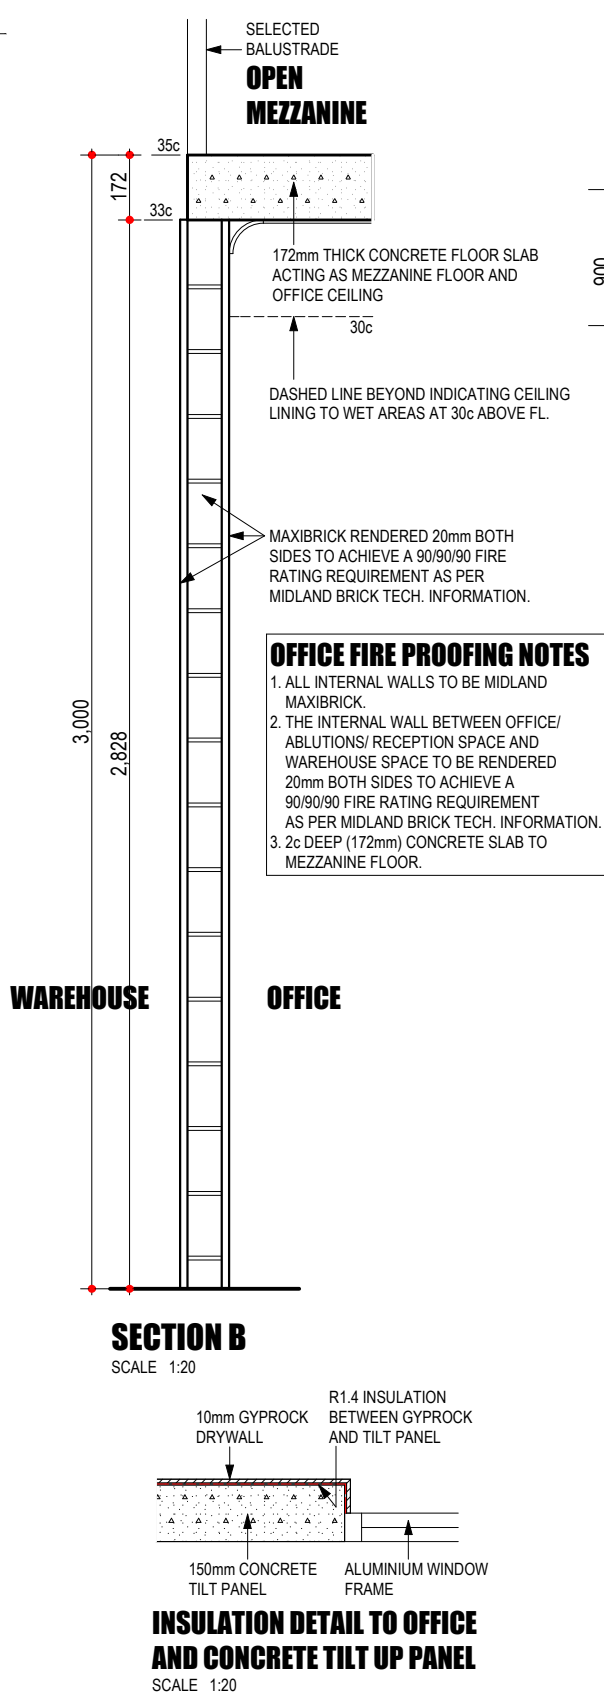 SELECTED
BALUSTRADE
OPEN
MEZZANINE
35c
172
33c
172mm THICK CONCRETE FLOOR SLAB
ACTING AS MEZZANINE FLOOR AND
OFFICE CEILING
900
30c
DASHED LINE BEYOND INDICATING CEILING
LINING TO WET AREAS AT 30c ABOVE FL.
MAXIBRICK RENDERED 20mm BOTH
SIDES TO ACHIEVE A 90/90/90 FIRE
RATING REQUIREMENT AS PER
MIDLAND BRICK TECH. INFORMATION.
OFFICE FIRE PROOFING NOTES
1. ALL INTERNAL WALLS TO BE MIDLAND
MAXIBRICK.
2. THE INTERNAL WALL BETWEEN OFFICE/
ABLUTIONS/ RECEPTION SPACE AND
WAREHOUSE SPACE TO BE RENDERED
20mm BOTH SIDES TO ACHIEVE A
90/90/90 FIRE RATING REQUIREMENT
AS PER MIDLAND BRICK TECH. INFORMATION.
3. 2c DEEP (172mm) CONCRETE SLAB TO
MEZZANINE FLOOR.
3,000
2,828
WAREHOUSE
OFFICE
SECTION B
SCALE 1:20
10mm GYPROCK
DRYWALL
R1.4 INSULATION
BETWEEN GYPROCK
AND TILT PANEL
150mm CONCRETE
TILT PANEL
ALUMINIUM WINDOW
FRAME
INSULATION DETAIL TO OFFICE
AND CONCRETE TILT UP PANEL
SCALE 1:20